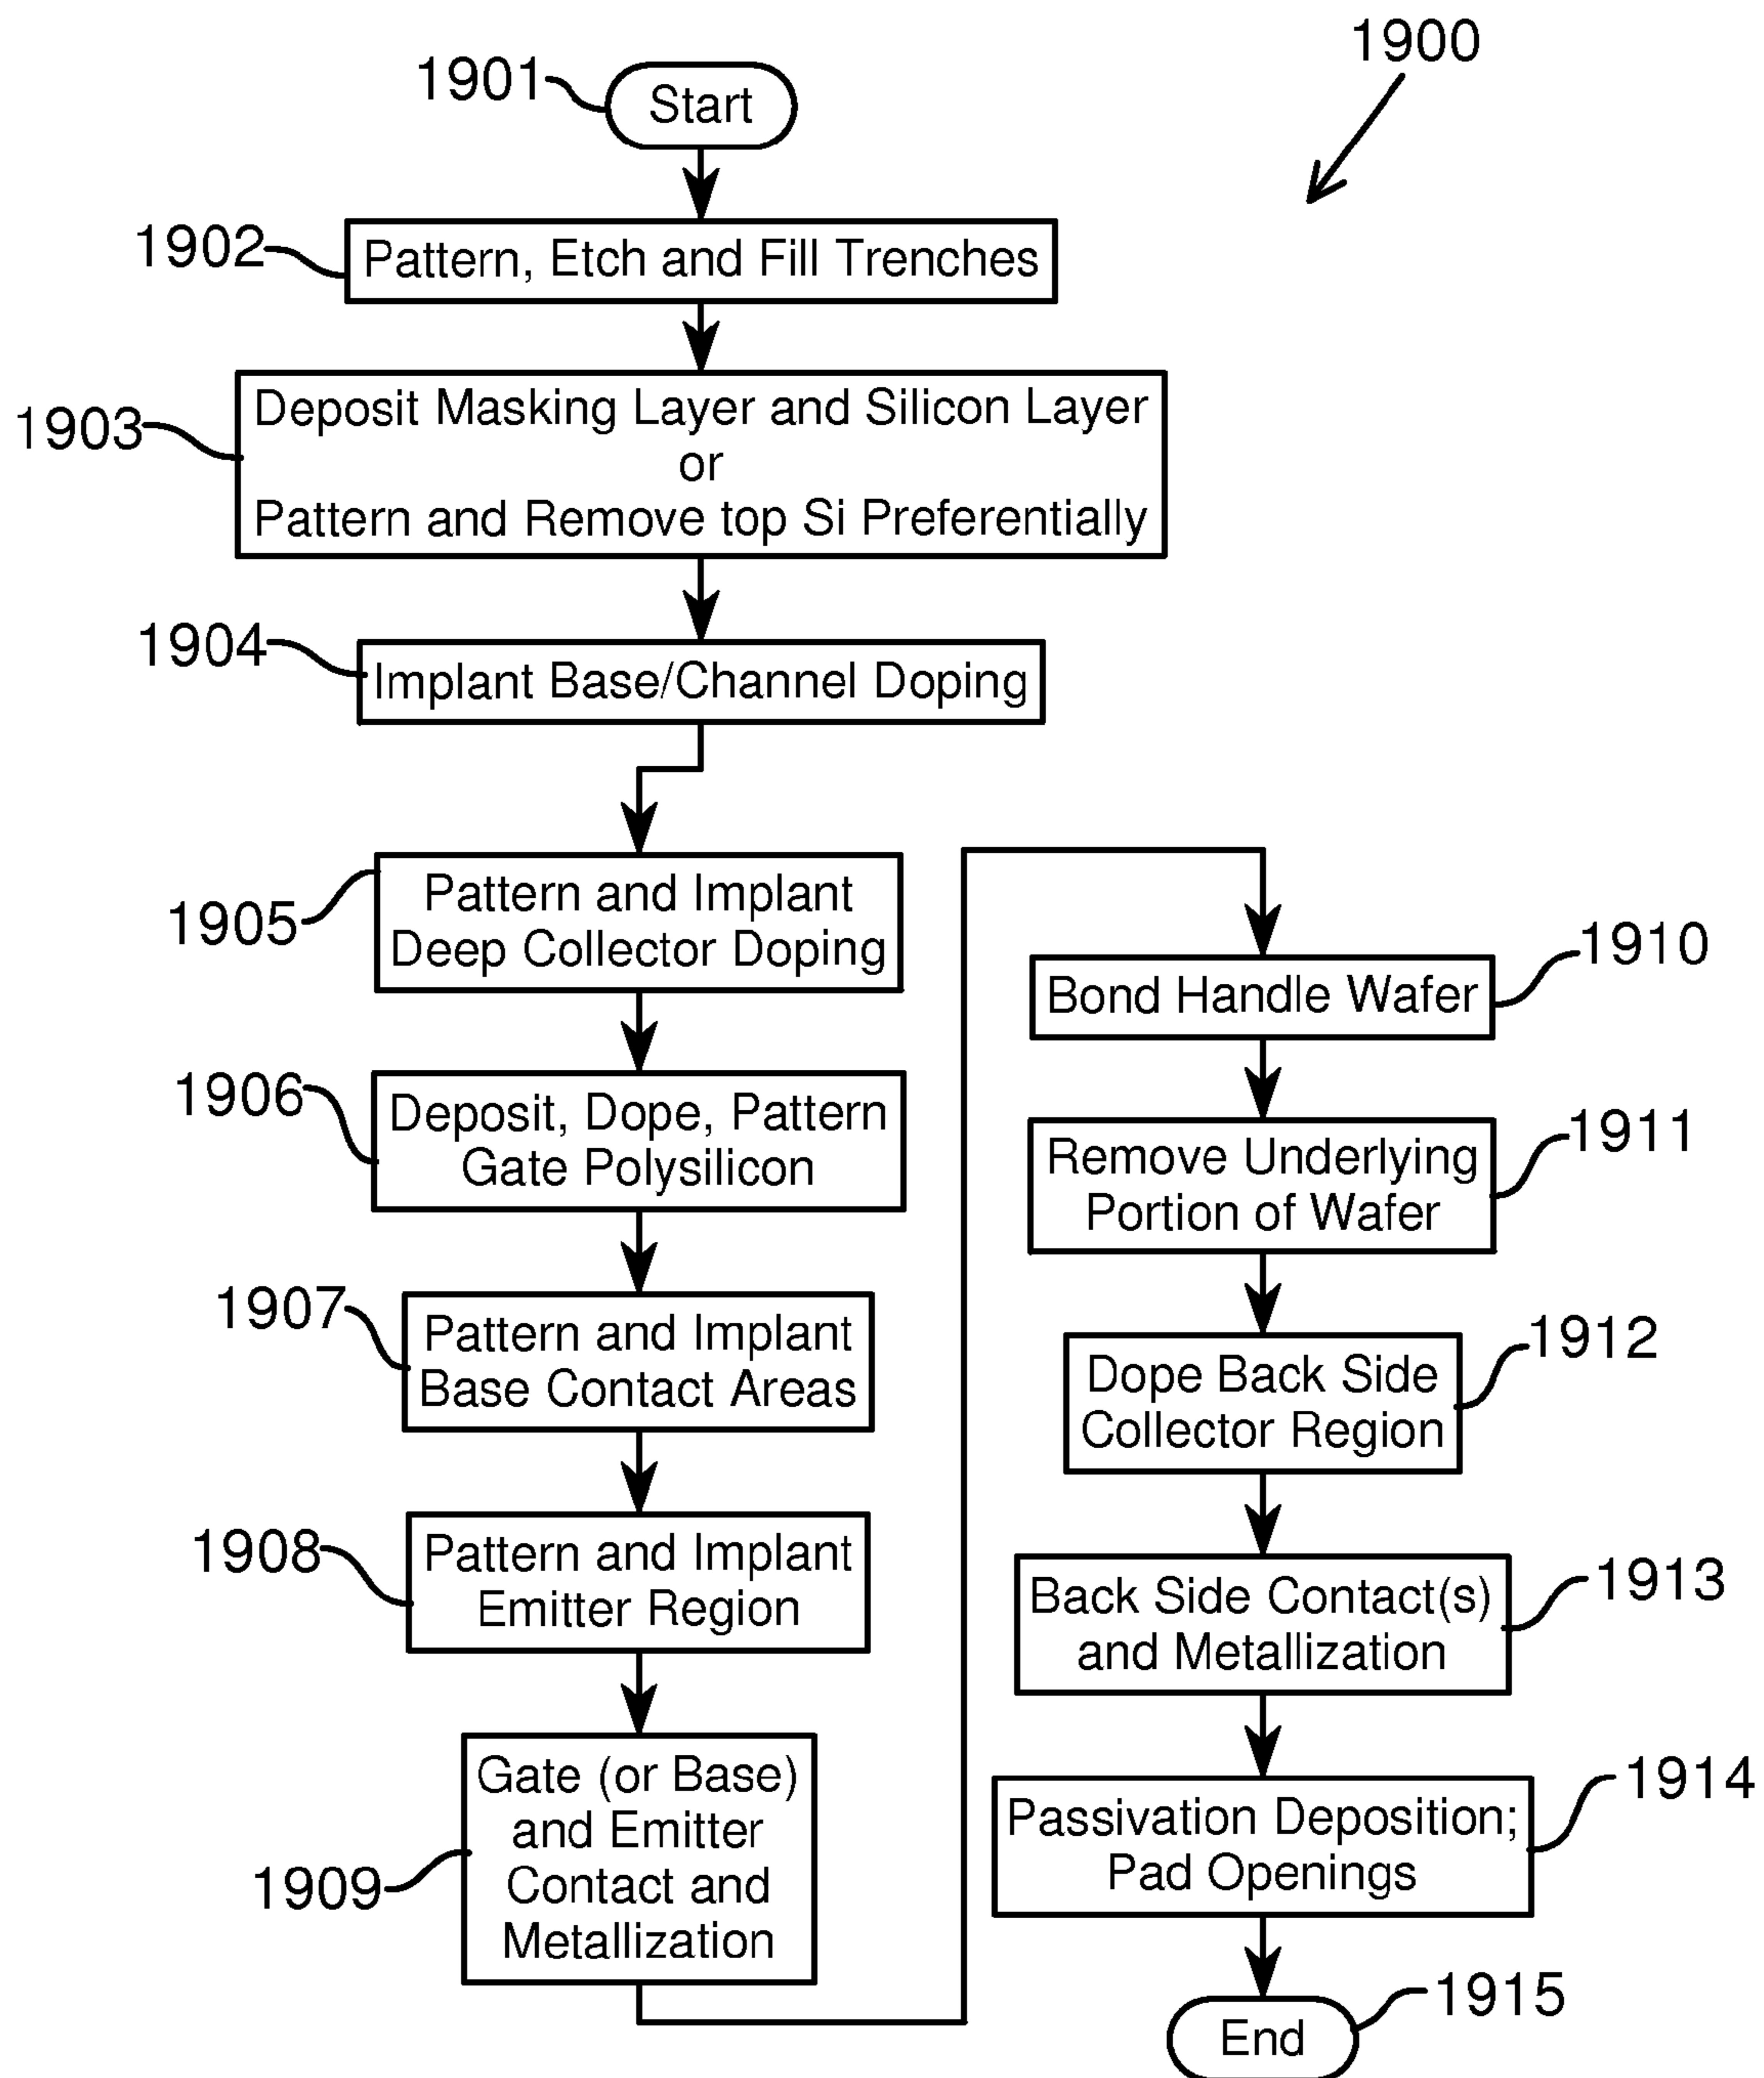 1900
1901
Start
1902
Pattern, Etch and Fill Trenches
1903
Deposit Masking Layer and Silicon Layer
or
Pattern and Remove top Si Preferentially
1904
Implant Base/Channel Doping
1905
Pattern and Implant
Deep Collector Doping
1906
Deposit, Dope, Pattern
Gate Polysilicon
1907
Pattern and Implant
Base Contact Areas
1908
Pattern and Implant
Emitter Region
1909
Gate (or Base)
and Emitter
Contact and
Metallization
1910
Bond Handle Wafer
1911
Remove Underlying
Portion of Wafer
1912
Dope Back Side
Collector Region
1913
Back Side Contact(s)
and Metallization
1914
Passivation Deposition;
Pad Openings
1915
End